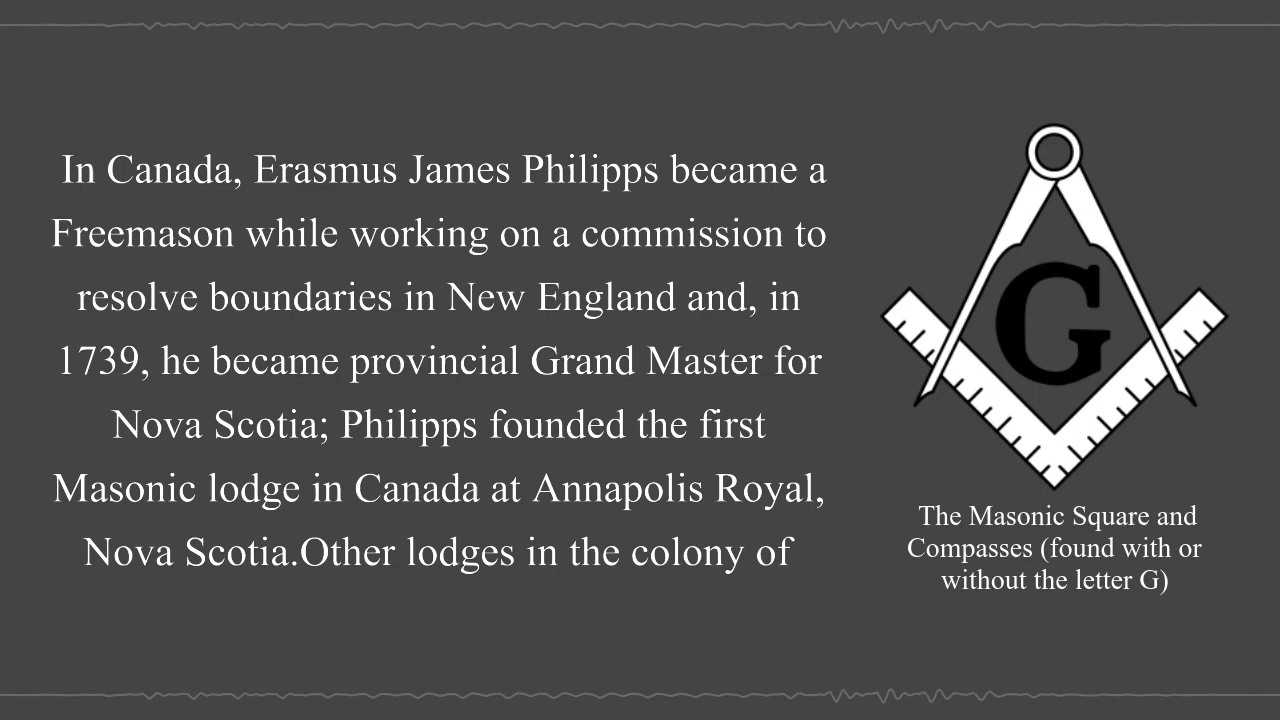 In Canada, Erasmus James Philipps became a
Freemason while working on a commission to
resolve boundaries in New England and, in
1739, he became provincial Grand Master for
Nova Scotia; Philipps founded the first
Masonic lodge in Canada at Annapolis Royal,
Nova Scotia.Other lodges in the colony of
G
The Masonic Square and
Compasses (found with or
without the letter G)